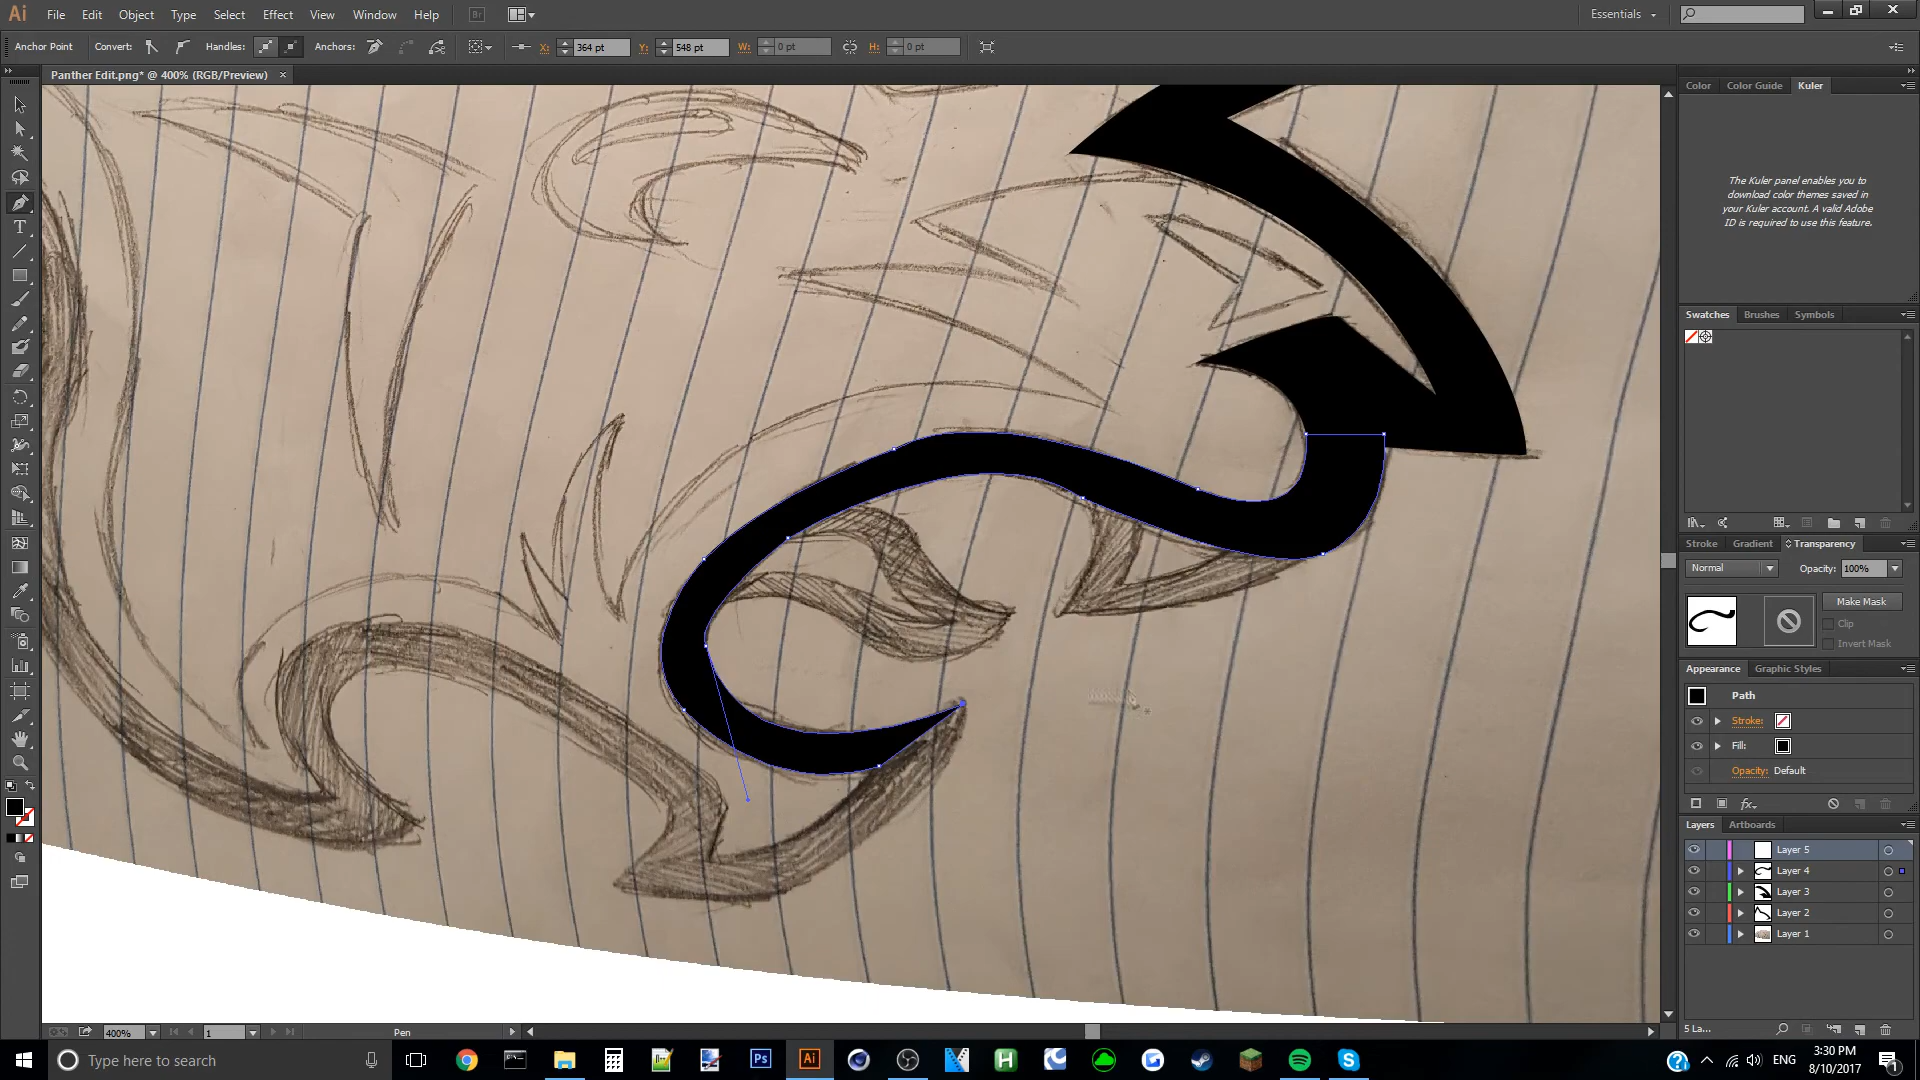 Ai File Edit Object Type Select Effect View Window Help Br Essentials
Anchor Point Convert: Handles: Anchors: X: 364 pt Y: 548 pt W: 0 pt H: 0 pt
Panther Edit.png* @ 400% (RGB/Preview) ×
Color Color Guide Kuler
The Kuler panel enables you to
download color themes saved in
your Kuler account. A valid Adobe
ID is required to use this feature.
Swatches Brushes Symbols
Stroke Gradient Transparency
Normal Opacity: 100%
Make Mask
Clip
Invert Mask
Appearance Graphic Styles
Path
Stroke:
Fill:
Opacity: Default
fx
Layers Artboards
Layer 5
Layer 4
Layer 3
Layer 2
Layer 1
5 La...
400% 1 Pen
Type here to search
Ps Ai H
ENG
3:30 PM
8/10/2017
1